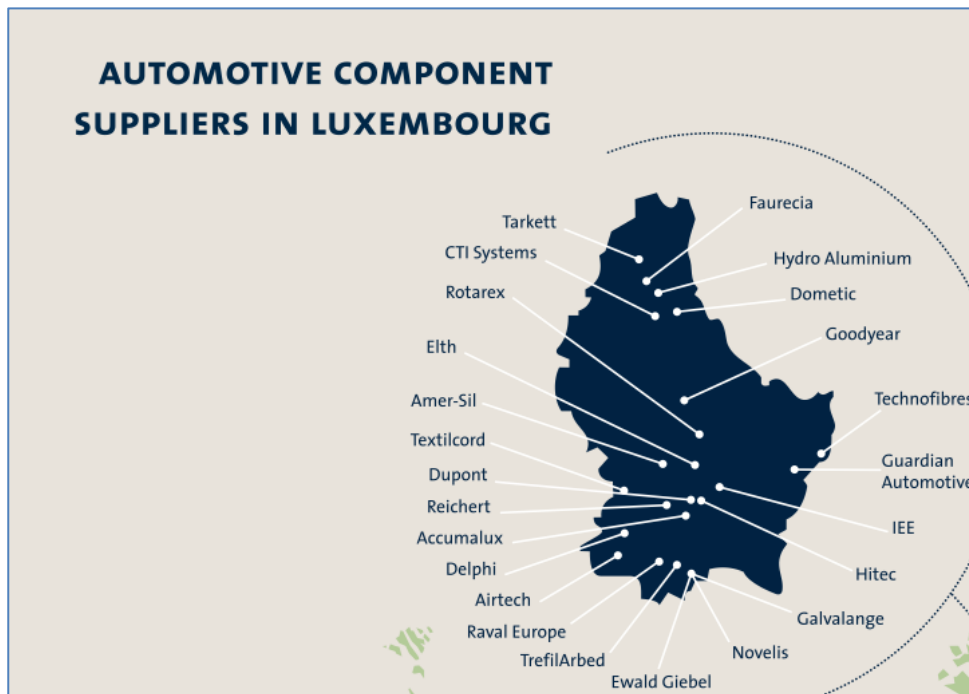 AUTOMOTIVE COMPONENT
SUPPLIERS IN LUXEMBOURG
Faurecia
Tarkett
CTI Systems
Hydro Aluminium
Rotarex
Dometic
Goodyear
Elth
Amer-Sil
Technofibres
Textilcord
Guardian
Automotive
Dupont
Reichert
IEE
Accumalux
Delphi
Hitec
Airtech
Galvalange
Raval Europe
Novelis
TrefilArbed
Ewald Giebel